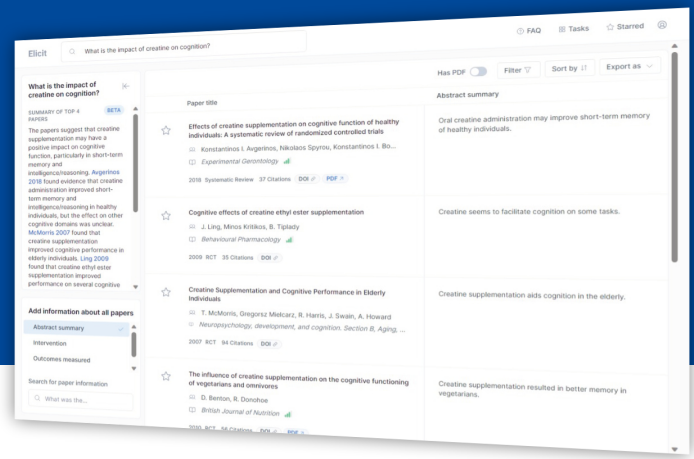 Elicit
What is the impact of creatine on cognition?
FAQ
Tasks
Starred
What is the impact of
creatine on cognition?
SUMMARY OF TOP 4
PAPERS
BETA
The papers suggest that creatine
supplementation may have a
positive impact on cognitive
function, particularly in short-term
memory and
intelligence/reasoning. Avgerinos
2018 found evidence that creatine
administration improved short-
term memory and
intelligence/reasoning in healthy
individuals, but the effect on other
cognitive domains was unclear.
McMorris 2007 found that
creatine supplementation
improved cognitive performance in
elderly individuals. Ling 2009
found that creatine ethyl ester
supplementation improved
performance on several cognitive
Add information about all papers
Abstract summary
Intervention
Outcomes measured
Search for paper information
What was the...
Has PDF
Filter
Sort by
Export as
Paper title
Abstract summary
Effects of creatine supplementation on cognitive function of healthy
individuals: A systematic review of randomized controlled trials
Konstantinos I. Avgerinos, Nikolaos Spyrou, Konstantinos I. Bo...
Experimental Gerontology
2018 Systematic Review 37 Citations DOI PDF
Oral creatine administration may improve short-term memory
of healthy individuals.
Cognitive effects of creatine ethyl ester supplementation
J. Ling, Minos Kritikos, B. Tiplady
Behavioural Pharmacology
2009 RCT 35 Citations DOI
Creatine seems to facilitate cognition on some tasks.
Creatine Supplementation and Cognitive Performance in Elderly
Individuals
T. McMorris, Gregorsz Mielcarz, R. Harris, J. Swain, A. Howard
Neuropsychology, development, and cognition. Section B, Aging, ...
2007 RCT 94 Citations DOI
Creatine supplementation aids cognition in the elderly.
The influence of creatine supplementation on the cognitive functioning
of vegetarians and omnivores
D. Benton, R. Donohoe
British Journal of Nutrition
2010 RCT 58 Citations DOI PDF
Creatine supplementation resulted in better memory in
vegetarians.